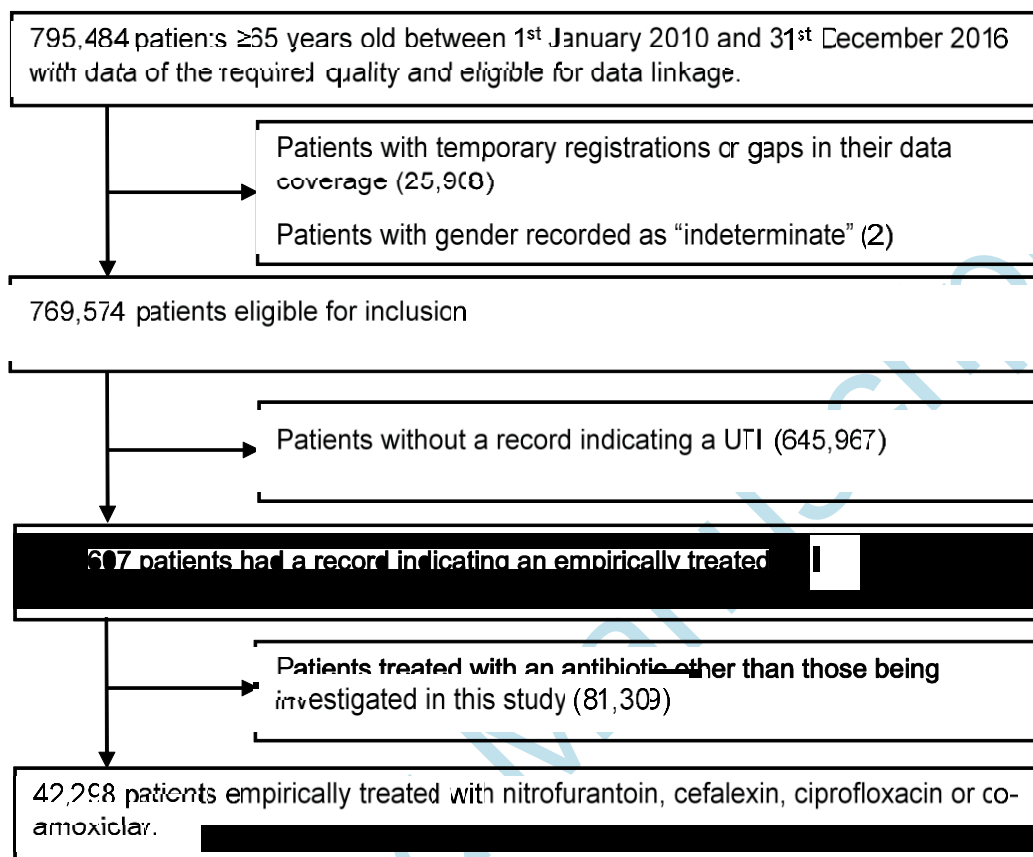 795,484 patients ≥65 years old between 1st January 2010 and 31st December 2016
with data of the required quality and eligible for data linkage.
Patients with temporary registrations or gaps in their data
coverage (25,908)
Patients with gender recorded as “indeterminate” (2)
769,574 patients eligible for inclusion
Patients without a record indicating a UTI (645,967)
607 patients had a record indicating an empirically treated
Patients treated with an antibiotic other than those being
investigated in this study (81,309)
42,298 patients empirically treated with nitrofurantoin, cefalexin, ciprofloxacin or co-
amoxiclav.